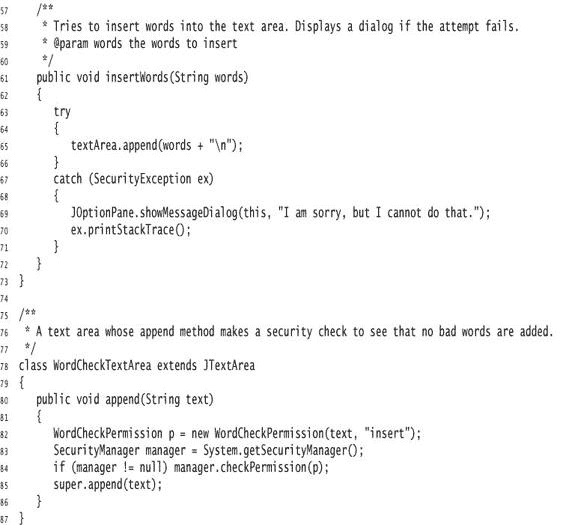 57    /**
58     * Tries to insert words into the text area. Displays a dialog if the attempt fails.
59     * @param words the words to insert
60     */
61    public void insertWords(String words)
62    {
63       try
64       {
65          textArea.append(words + "\n");
66       }
67       catch (SecurityException ex)
68       {
69          JOptionPane.showMessageDialog(this, "I am sorry, but I cannot do that.");
70          ex.printStackTrace();
71       }
72    }
73 }
74
75 /**
76  * A text area whose append method makes a security check to see that no bad words are added.
77  */
78 class WordCheckTextArea extends JTextArea
79 {
80    public void append(String text)
81    {
82       WordCheckPermission p = new WordCheckPermission(text, "insert");
83       SecurityManager manager = System.getSecurityManager();
84       if (manager != null) manager.checkPermission(p);
85       super.append(text);
86    }
87 }